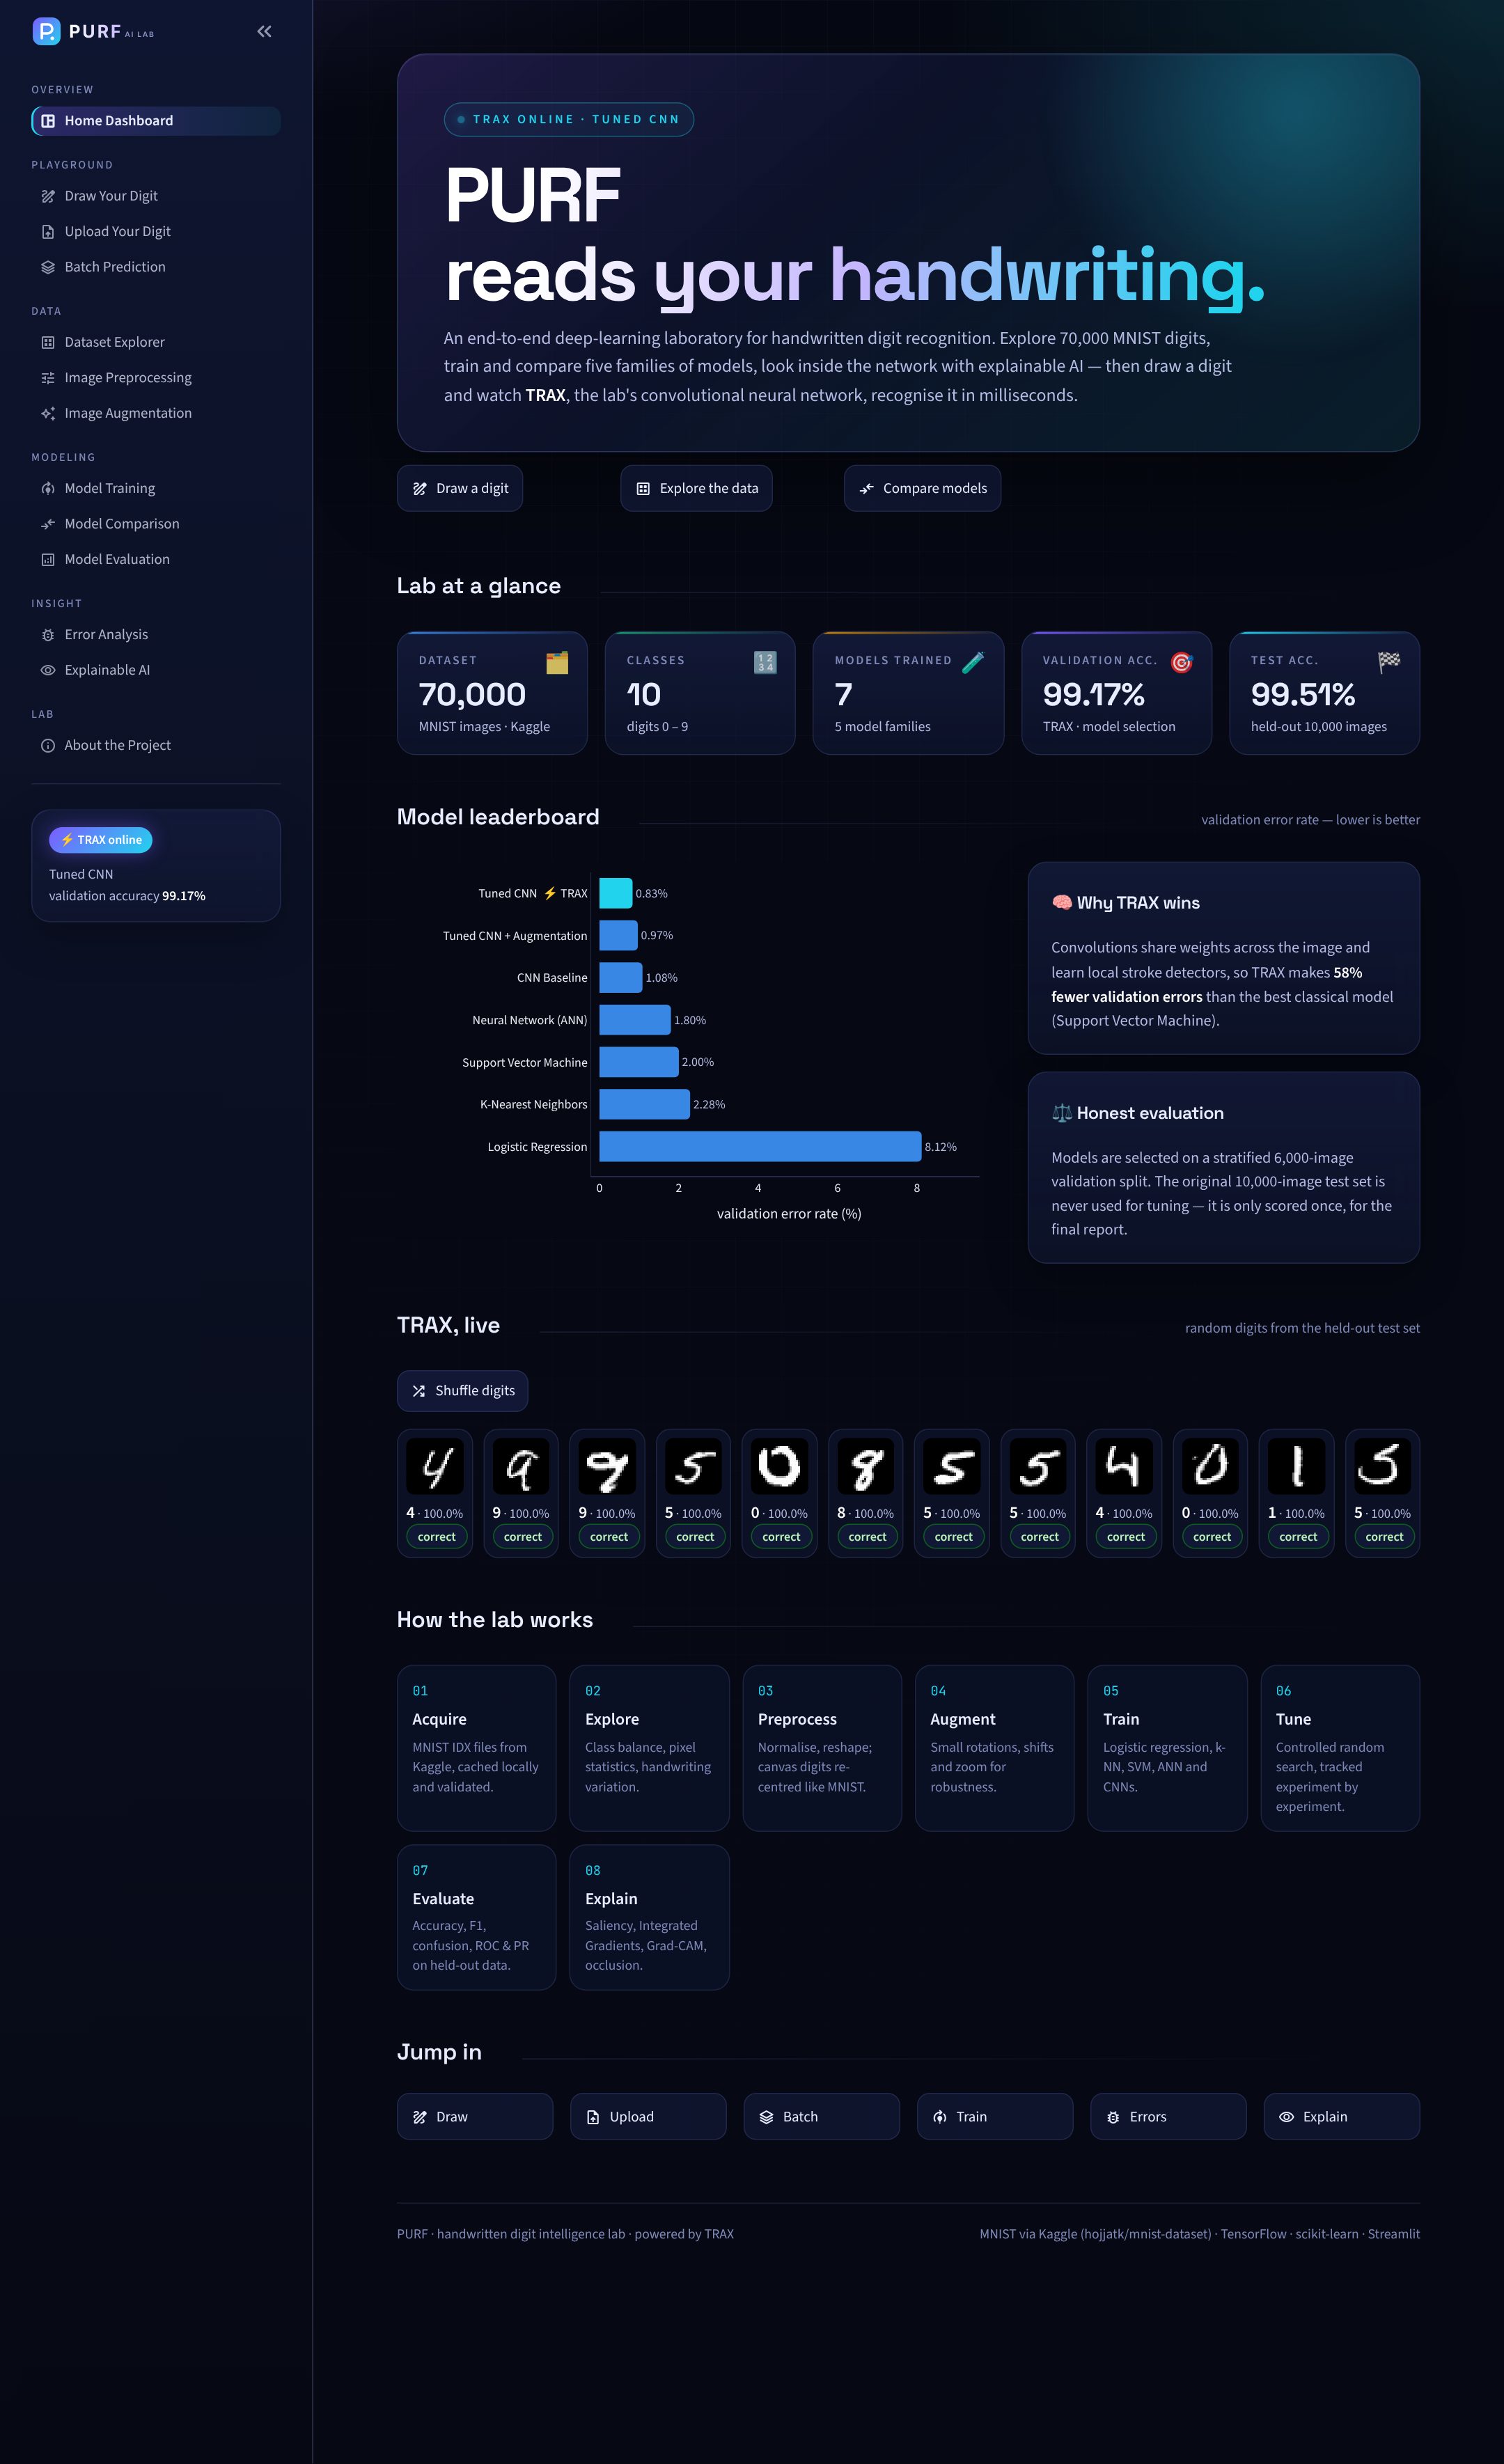 PURF AI LAB
OVERVIEW
Home Dashboard
PLAYGROUND
Draw Your Digit
Upload Your Digit
Batch Prediction
DATA
Dataset Explorer
Image Preprocessing
Image Augmentation
MODELING
Model Training
Model Comparison
Model Evaluation
INSIGHT
Error Analysis
Explainable AI
LAB
About the Project
⚡ TRAX online
Tuned CNN
validation accuracy 99.17%
TRAX ONLINE · TUNED CNN
PURF
reads your handwriting.
An end-to-end deep-learning laboratory for handwritten digit recognition. Explore 70,000 MNIST digits,
train and compare five families of models, look inside the network with explainable AI — then draw a digit
and watch TRAX, the lab's convolutional neural network, recognise it in milliseconds.
Draw a digit
Explore the data
Compare models
Lab at a glance
DATASET
70,000
MNIST images · Kaggle
CLASSES
10
digits 0 – 9
MODELS TRAINED
7
5 model families
VALIDATION ACC.
99.17%
TRAX · model selection
TEST ACC.
99.51%
held-out 10,000 images
Model leaderboard
validation error rate — lower is better
Tuned CNN ⚡ TRAX 0.83%
Tuned CNN + Augmentation 0.97%
CNN Baseline 1.08%
Neural Network (ANN) 1.80%
Support Vector Machine 2.00%
K-Nearest Neighbors 2.28%
Logistic Regression 8.12%
0 2 4 6 8
validation error rate (%)
🧠 Why TRAX wins
Convolutions share weights across the image and
learn local stroke detectors, so TRAX makes 58%
fewer validation errors than the best classical model
(Support Vector Machine).
⚖️ Honest evaluation
Models are selected on a stratified 6,000-image
validation split. The original 10,000-image test set is
never used for tuning — it is only scored once, for the
final report.
TRAX, live
random digits from the held-out test set
Shuffle digits
4 9 9 5 0 8 5 5 4 0 1 5
4 · 100.0% 9 · 100.0% 9 · 100.0% 5 · 100.0% 0 · 100.0% 8 · 100.0% 5 · 100.0% 5 · 100.0% 4 · 100.0% 0 · 100.0% 1 · 100.0% 5 · 100.0%
correct correct correct correct correct correct correct correct correct correct correct correct
How the lab works
01
Acquire
MNIST IDX files from
Kaggle, cached locally
and validated.
02
Explore
Class balance, pixel
statistics, handwriting
variation.
03
Preprocess
Normalise, reshape;
canvas digits re-
centred like MNIST.
04
Augment
Small rotations, shifts
and zoom for
robustness.
05
Train
Logistic regression, k-
NN, SVM, ANN and
CNNs.
06
Tune
Controlled random
search, tracked
experiment by
experiment.
07
Evaluate
Accuracy, F1,
confusion, ROC & PR
on held-out data.
08
Explain
Saliency, Integrated
Gradients, Grad-CAM,
occlusion.
Jump in
Draw
Upload
Batch
Train
Errors
Explain
PURF · handwritten digit intelligence lab · powered by TRAX
MNIST via Kaggle (hojjatk/mnist-dataset) · TensorFlow · scikit-learn · Streamlit